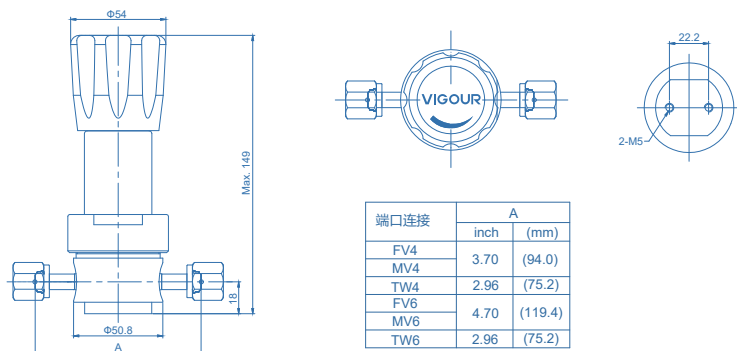 Φ54
Max. 149
18
Φ50.8
A
VIGOUR
22.2
2-M5
端口连接 A
inch (mm)
FV4 3.70 (94.0)
MV4
TW4 2.96 (75.2)
FV6 4.70 (119.4)
MV6
TW6 2.96 (75.2)